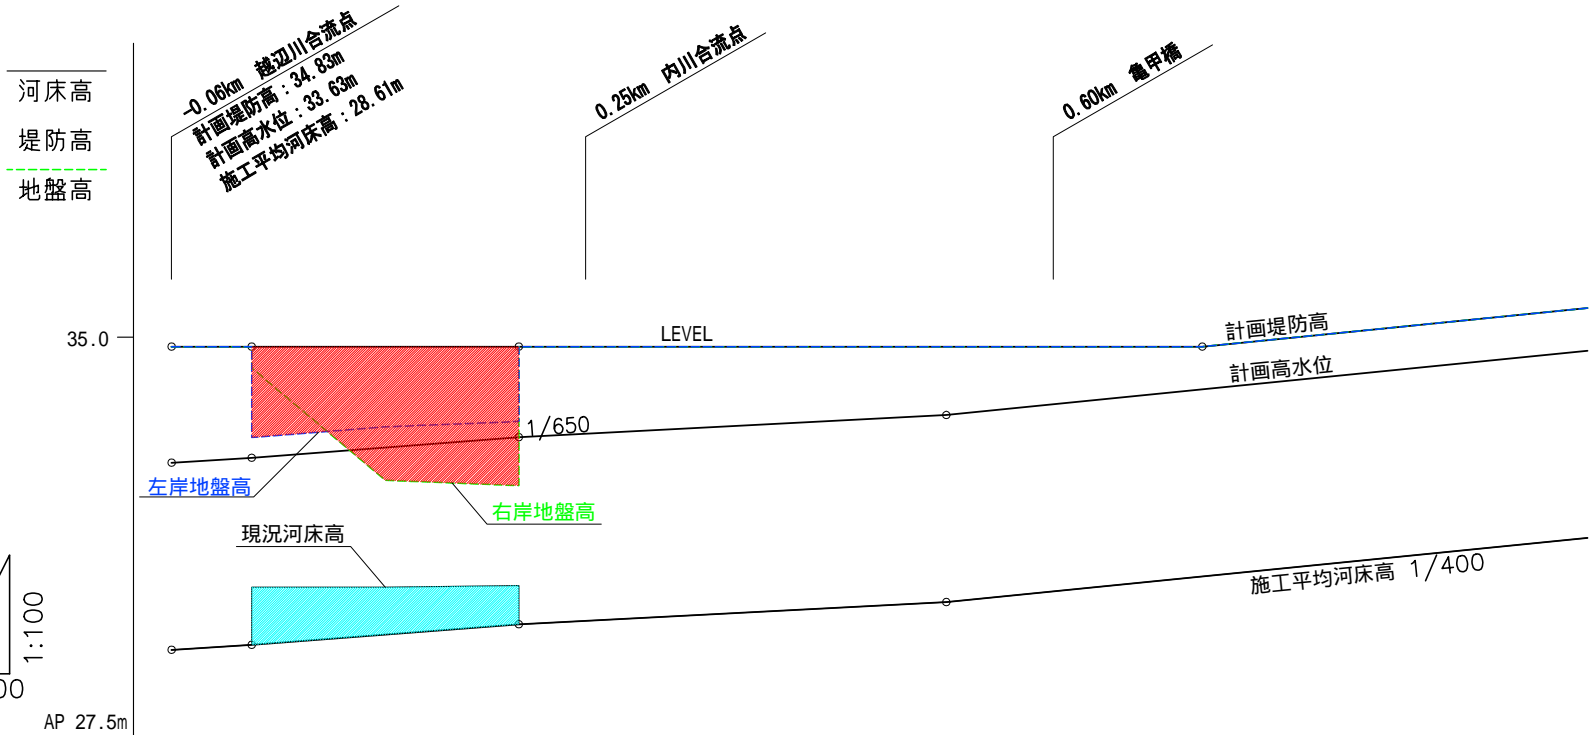 河床高
堤防高
地盤高
-0.06km 越辺川合流点
計画堤防高：34.83m
計画高水位：33.63m
施工平均河床高：28.61m
0.25km 内川合流点
0.60km 亀甲橋
35.0
LEVEL
計画堤防高
計画高水位
1/650
左岸地盤高
右岸地盤高
現況河床高
施工平均河床高 1/400
1:100
00
AP 27.5m